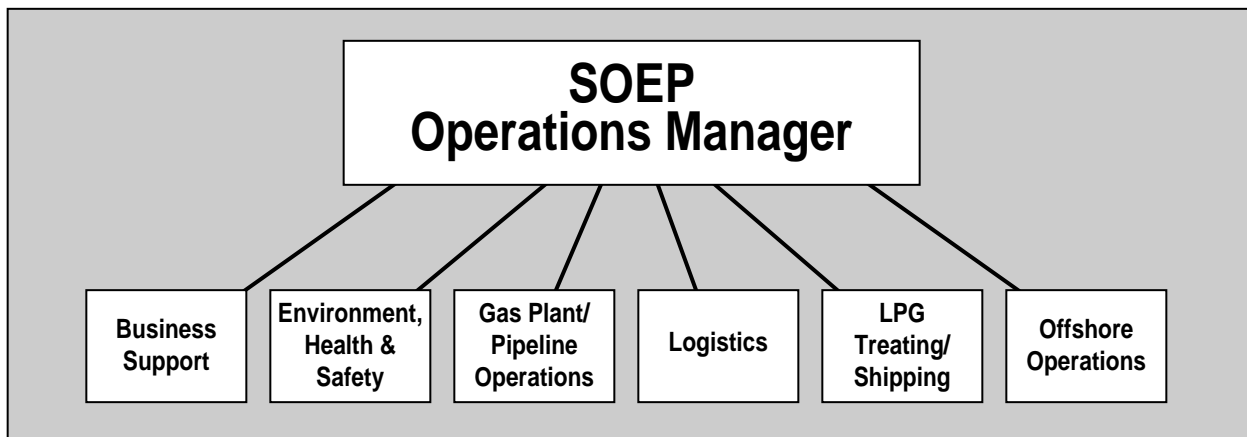 SOEP
Operations Manager
Business
Support
Environment,
Health &
Safety
Gas Plant/
Pipeline
Operations
Logistics
LPG
Treating/
Shipping
Offshore
Operations